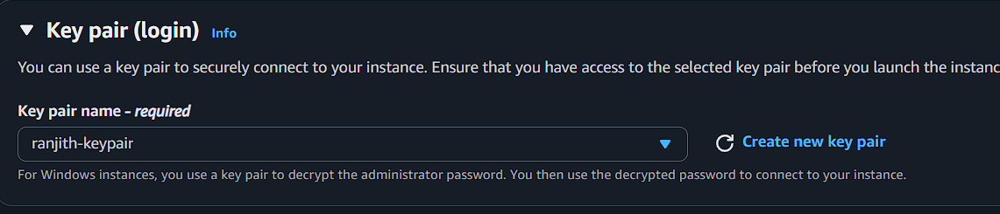 Key pair (login) Info
You can use a key pair to securely connect to your instance. Ensure that you have access to the selected key pair before you launch the instanc
Key pair name - required
ranjith-keypair Create new key pair
For Windows instances, you use a key pair to decrypt the administrator password. You then use the decrypted password to connect to your instance.